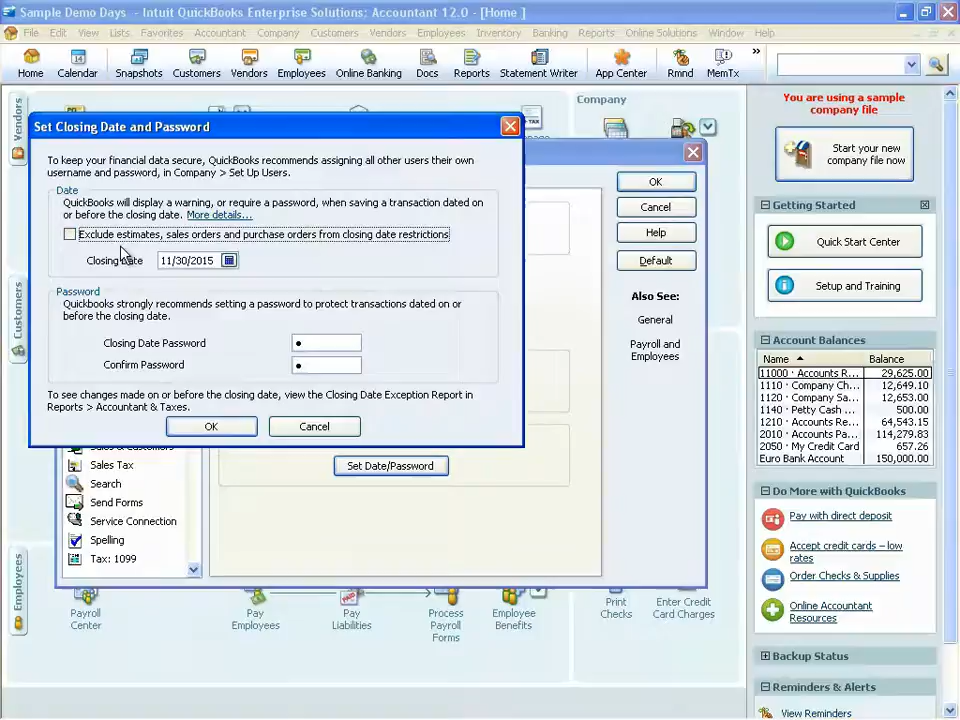 Sample Demo Days - Intuit QuickBooks Enterprise Solutions: Accountant 12.0 - [Home ]
File Edit View Lists Favorites Accountant Company Customers Vendors Employees Inventory Banking Reports Online Solutions Window Help
Home Calendar Snapshots Customers Vendors Employees Online Banking Docs Reports Statement Writer App Center Rmnd MemTx
Vendors
Customers
Employees
Company
Set Closing Date and Password
To keep your financial data secure, QuickBooks recommends assigning all other users their own
username and password, in Company > Set Up Users.
Date
QuickBooks will display a warning, or require a password, when saving a transaction dated on
or before the closing date. More details...
Exclude estimates, sales orders and purchase orders from closing date restrictions
Closing Date 11/30/2015
Password
Quickbooks strongly recommends setting a password to protect transactions dated on or
before the closing date.
Closing Date Password
Confirm Password
To see changes made on or before the closing date, view the Closing Date Exception Report in
Reports > Accountant & Taxes.
OK Cancel
OK
Cancel
Help
Default
Also See:
General
Payroll and
Employees
Sales Tax
Search
Send Forms
Service Connection
Spelling
Tax: 1099
Set Date/Password
Payroll
Center
Pay
Employees
Pay
Liabilities
Process
Payroll
Forms
Employee
Benefits
Print
Checks
Enter Credit
Card Charges
You are using a sample
company file
Start your new
company file now
Getting Started
Quick Start Center
Setup and Training
Account Balances
Name Balance
11000 · Accounts R... 29,625.00
1110 · Company Ch... 12,649.10
1120 · Company Sa... 12,653.00
1140 · Petty Cash ... 500.00
1210 · Accounts Re... 64,543.15
2010 · Accounts Pa... 114,279.83
2050 · My Credit Card 657.26
Euro Bank Account 150,000.00
Do More with QuickBooks
Pay with direct deposit
Accept credit cards – low
rates
Order Checks & Supplies
Online Accountant
Resources
Backup Status
Reminders & Alerts
View Reminders